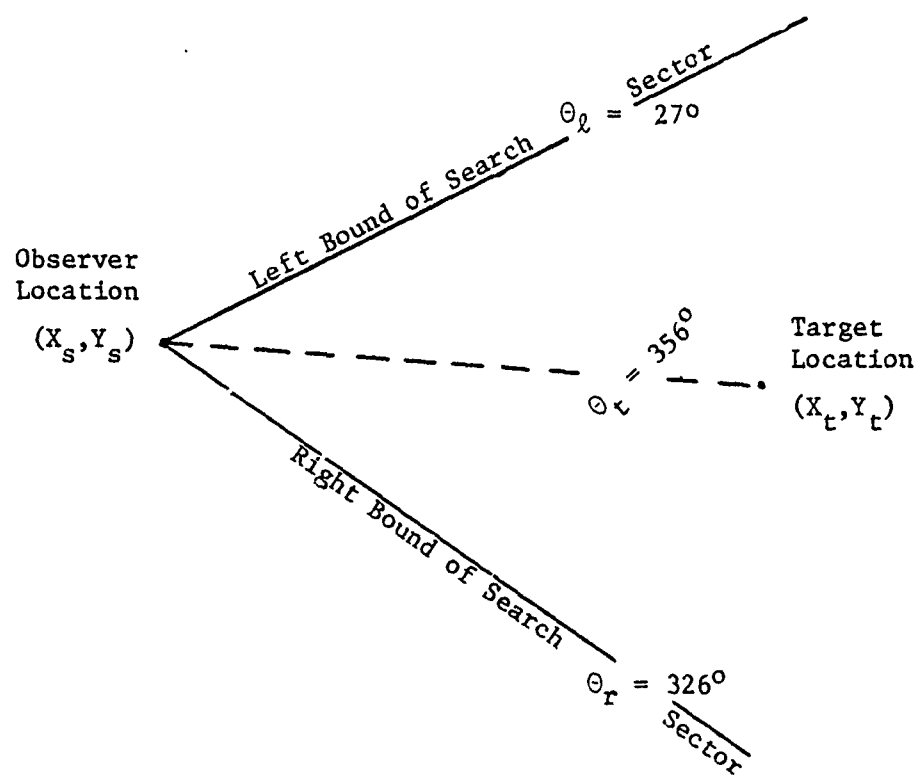 Left Bound of Search Sector
Θℓ = 27°
Observer
Location
(Xs,Ys)
Θt = 356°
Target
Location
(Xt,Yt)
Right Bound of Search Sector
Θr = 326°